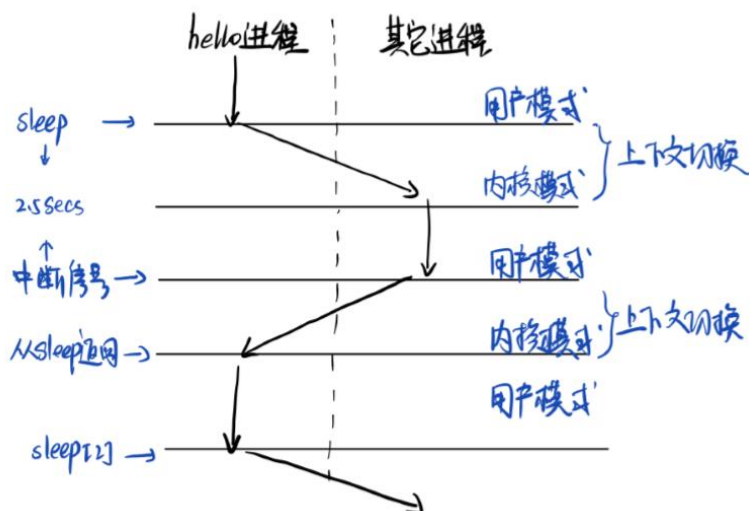 hello进程 其它进程
用户模式
sleep
上下文切换
内核模式
2.5secs
中断信号
用户模式
从sleep返回
内核模式
上下文切换
用户模式
sleep[2]